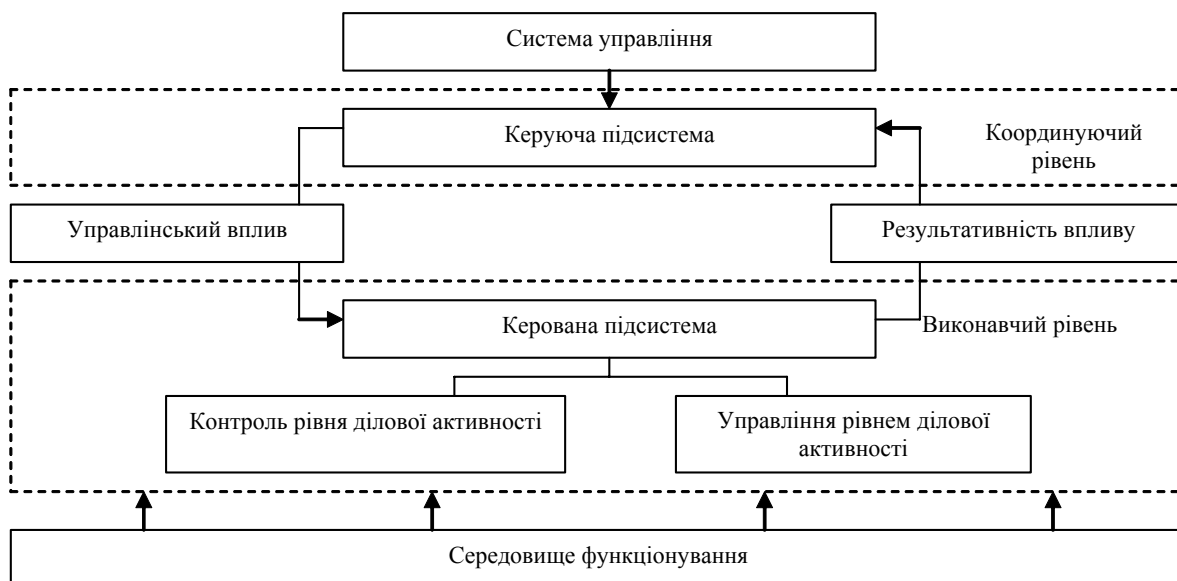 Система управління
Керуюча підсистема
Координуючий
рівень
Управлінський вплив
Результативність впливу
Керована підсистема
Виконавчий рівень
Контроль рівня ділової активності
Управління рівнем ділової
активності
Середовище функціонування